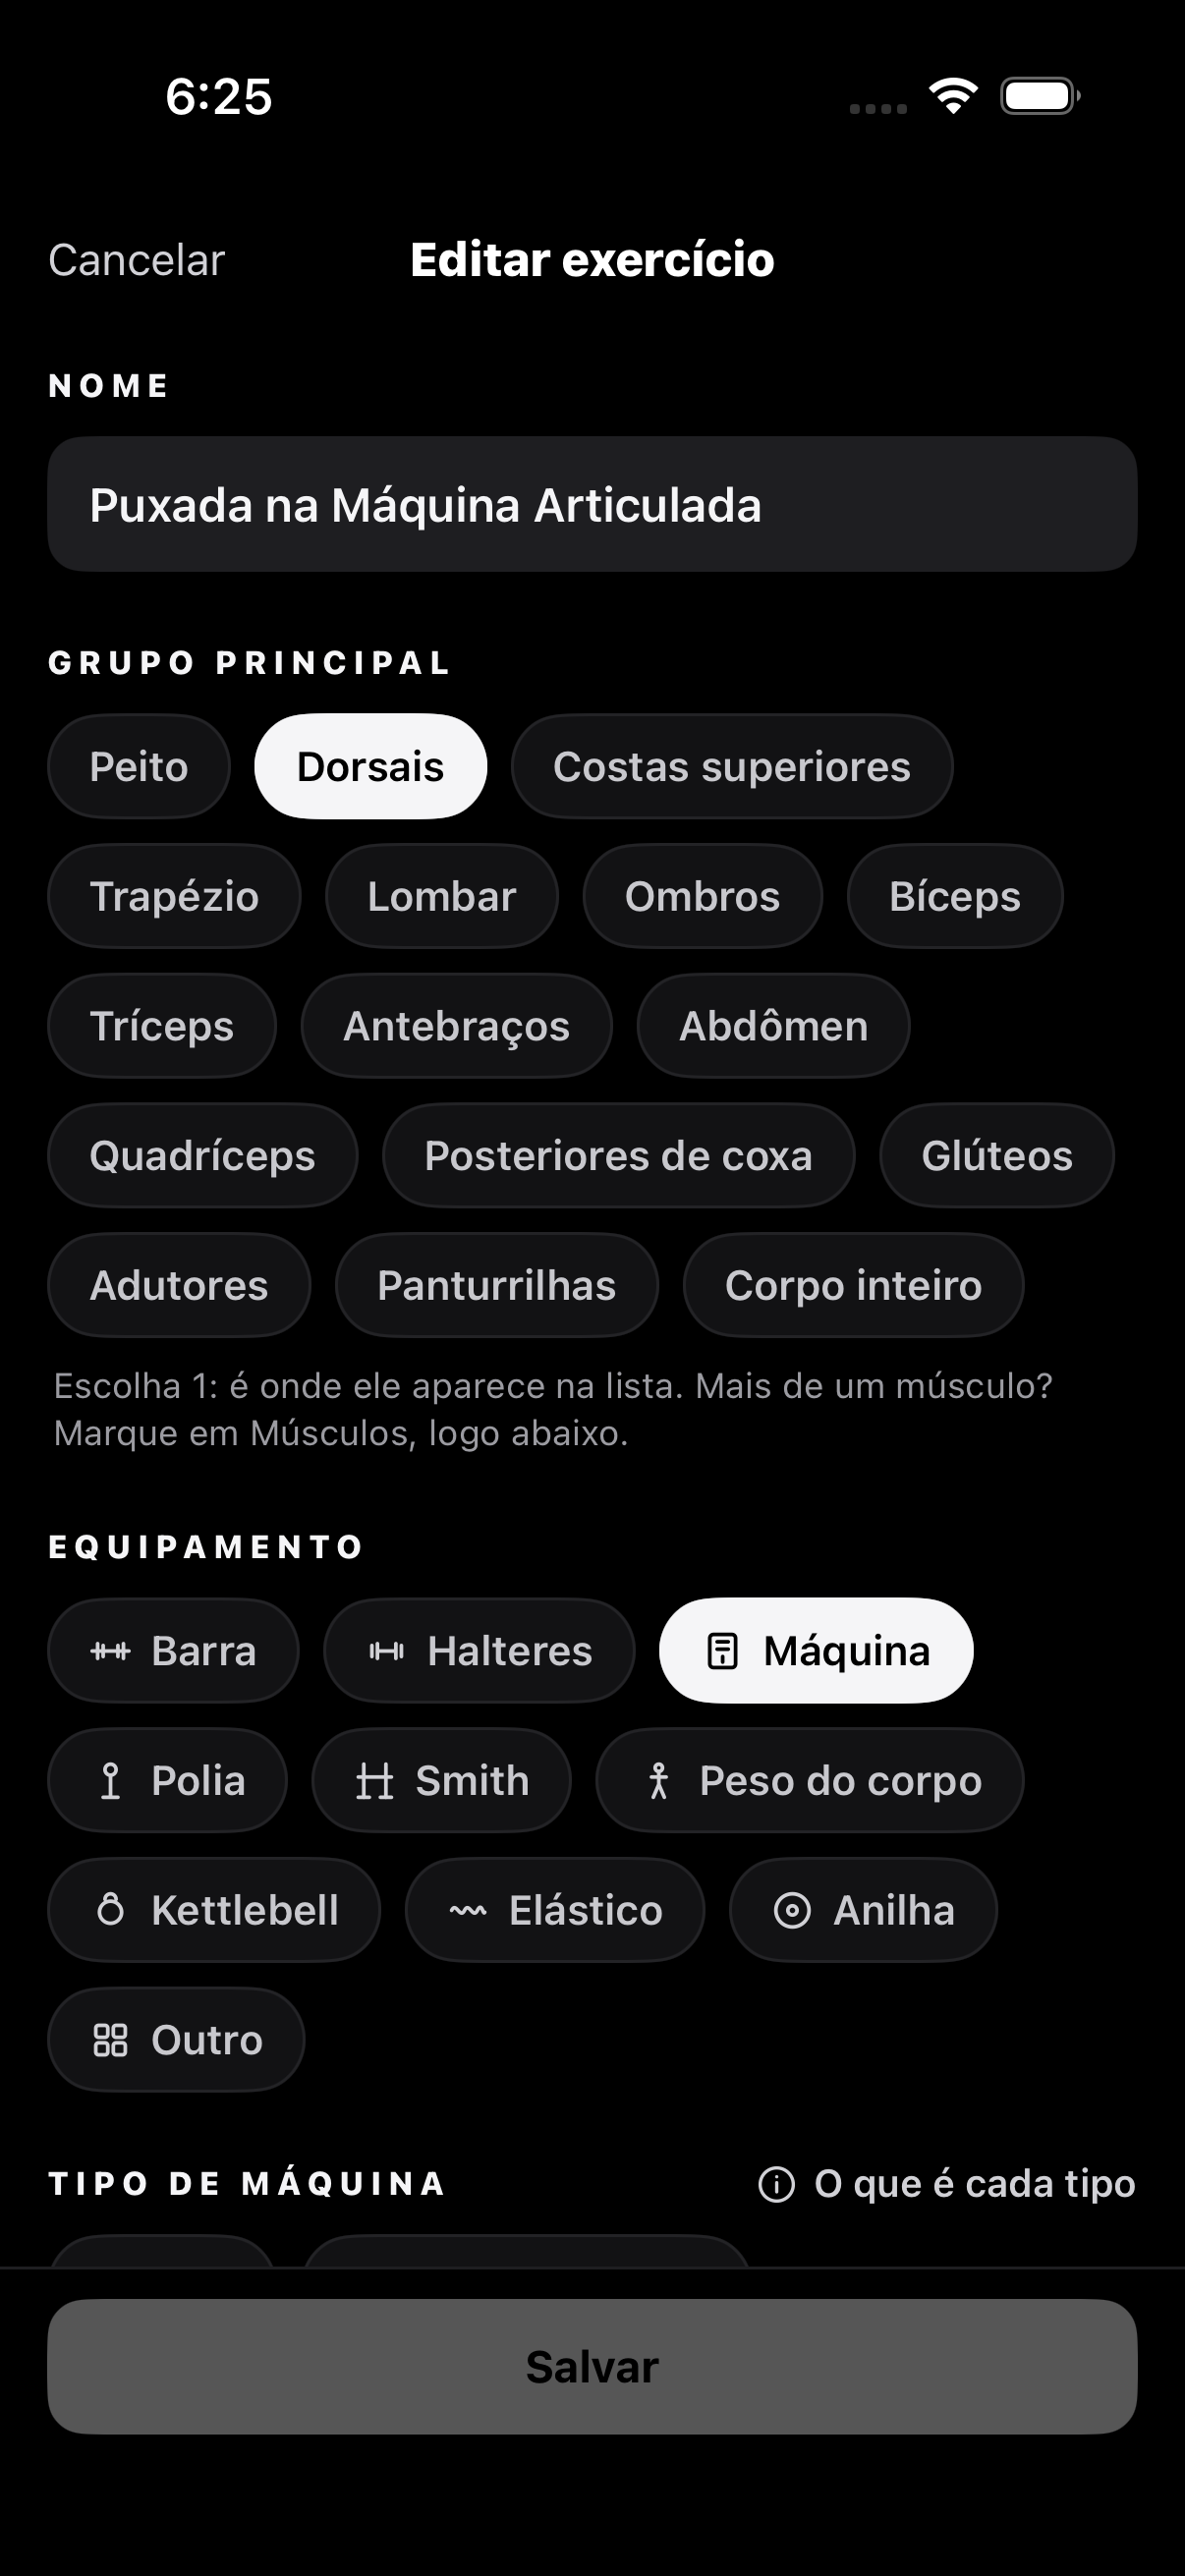 6:25
Cancelar
Editar exercício
NOME
Puxada na Máquina Articulada
GRUPO PRINCIPAL
Peito
Dorsais
Costas superiores
Trapézio
Lombar
Ombros
Bíceps
Tríceps
Antebraços
Abdômen
Quadríceps
Posteriores de coxa
Glúteos
Adutores
Panturrilhas
Corpo inteiro
Escolha 1: é onde ele aparece na lista. Mais de um músculo?
Marque em Músculos, logo abaixo.
EQUIPAMENTO
Barra
Halteres
Máquina
Polia
Smith
Peso do corpo
Kettlebell
Elástico
Anilha
Outro
TIPO DE MÁQUINA
O que é cada tipo
Salvar